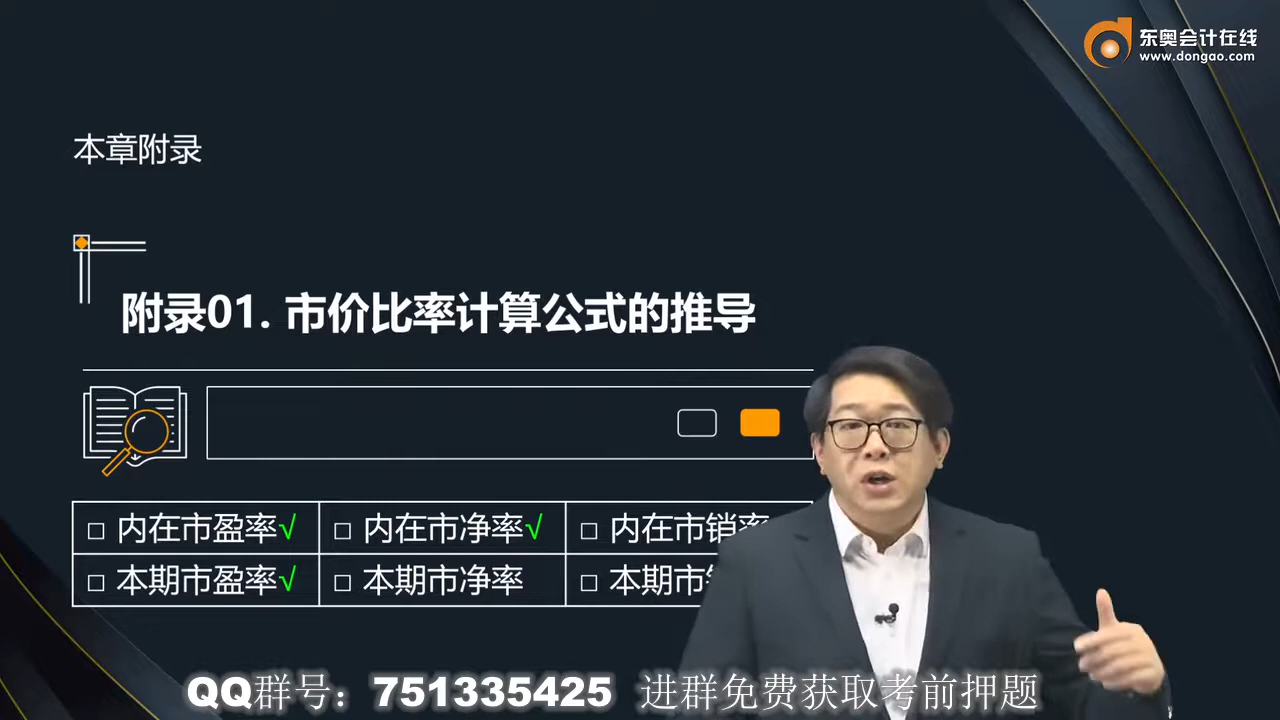 东奥会计在线
www.dongao.com
本章附录
附录01. 市价比率计算公式的推导
□ 内在市盈率√ □ 内在市净率√ □ 内在市销率
□ 本期市盈率√ □ 本期市净率 □ 本期市
QQ群号：751335425 进群免费获取考前押题